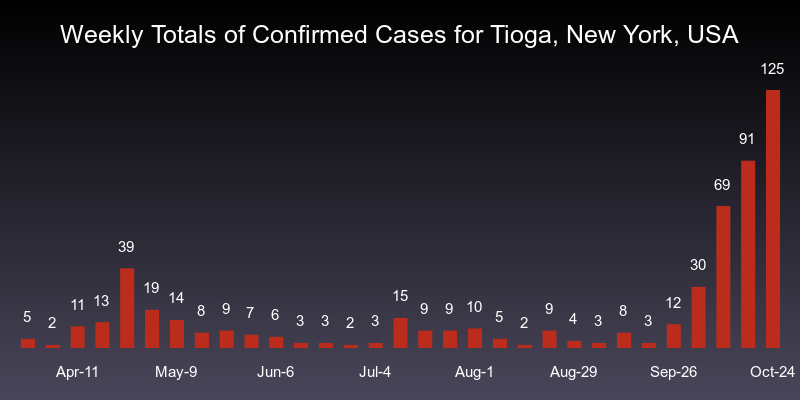 Weekly Totals of Confirmed Cases for Tioga, New York, USA
5 2 11 13 39 19 14 8 9 7 6 3 3 2 3 15 9 9 10 5 2 9 4 3 8 3 12 30 69 91 125
Apr-11 May-9 Jun-6 Jul-4 Aug-1 Aug-29 Sep-26 Oct-24